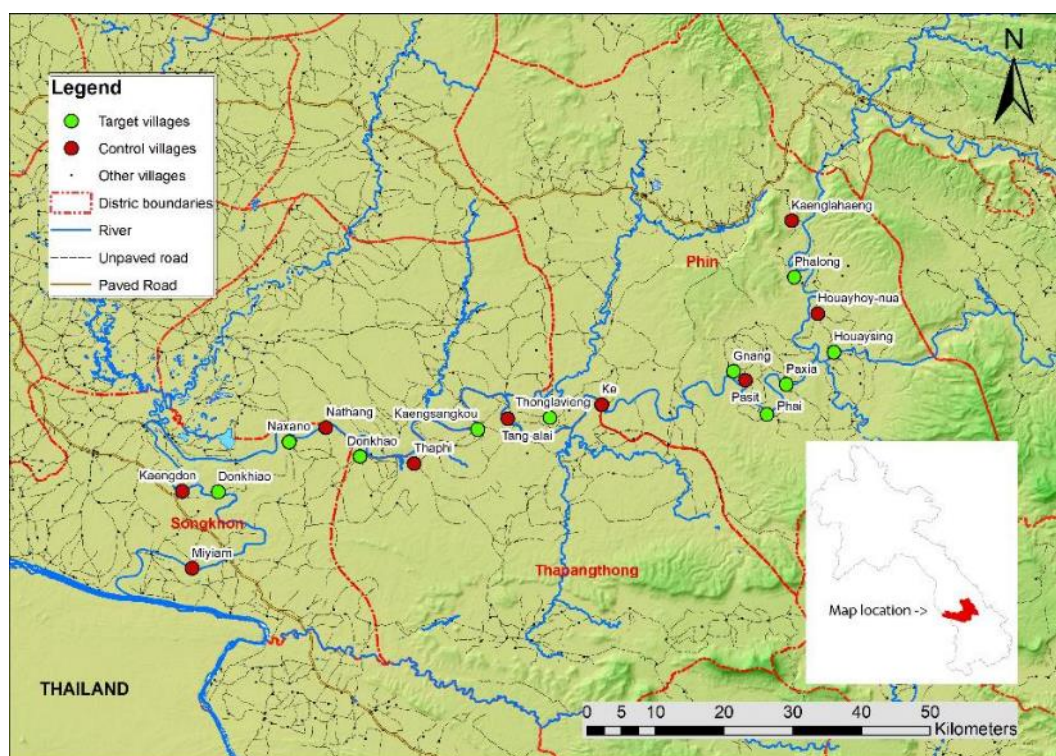 N
Legend
Target villages
Control villages
Other villages
Distric boundaries
River
Unpaved road
Paved Road
Kaenglahaeng
Phin
Phalong
Houayhoy-nua
Houaysing
Gnang
Paxia
Pasit
Phai
Ke
Thonglavieng
Kaengsangkou
Tang-alai
Nathang
Naxano
Donkhao
Thaphi
Kaengdon
Donkhiao
Songkhon
Miyiam
Thapangthong
Map location ->
THAILAND
0 5 10 20 30 40 50
Kilometers